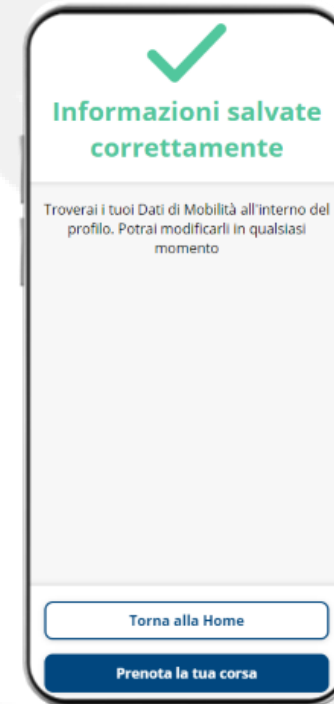 Informazioni salvate
correttamente
Troverai i tuoi Dati di Mobilità all'interno del
profilo. Potrai modificarli in qualsiasi
momento
Torna alla Home
Prenota la tua corsa